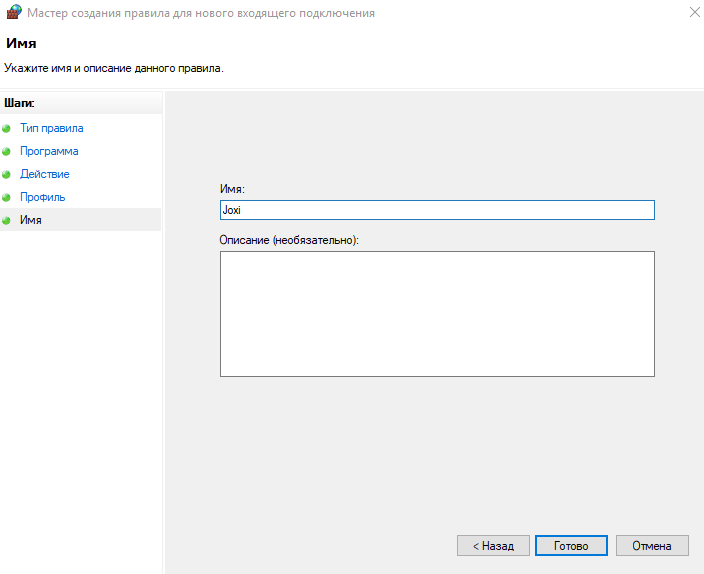 Мастер создания правила для нового входящего подключения
Имя
Укажите имя и описание данного правила.
Шаги:
Тип правила
Программа
Действие
Профиль
Имя
Имя:
Joxi
Описание (необязательно):
< Назад
Готово
Отмена